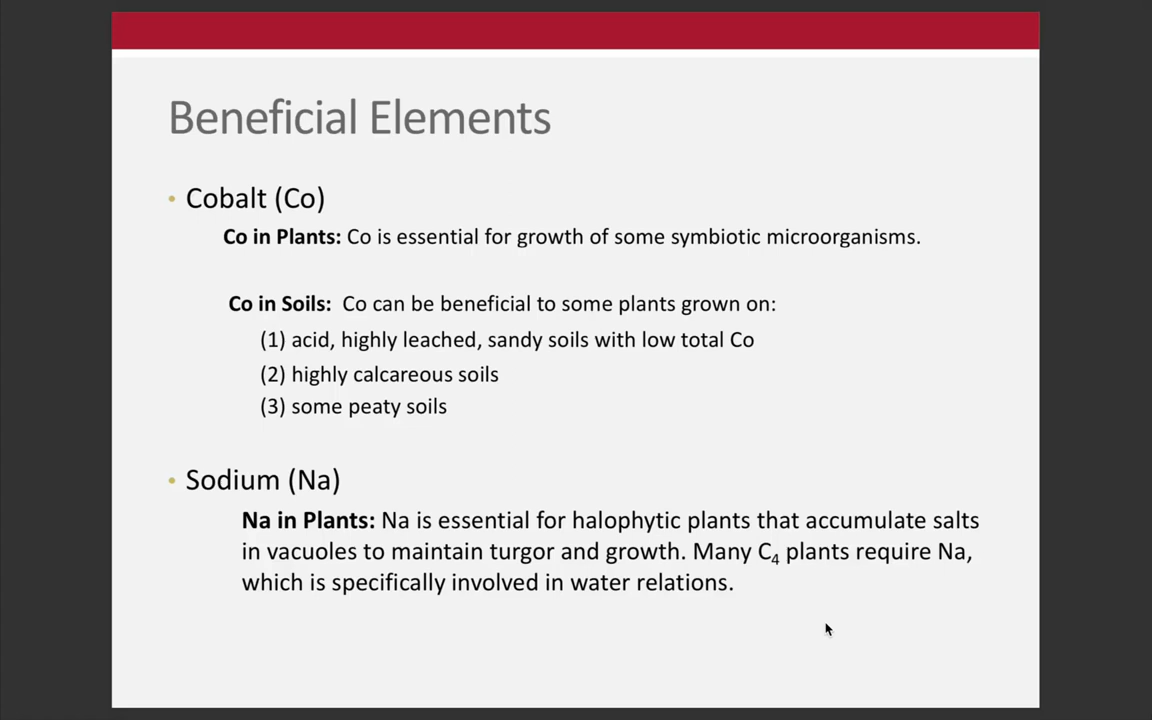 Beneficial Elements
• Cobalt (Co)
Co in Plants: Co is essential for growth of some symbiotic microorganisms.
Co in Soils: Co can be beneficial to some plants grown on:
(1) acid, highly leached, sandy soils with low total Co
(2) highly calcareous soils
(3) some peaty soils
• Sodium (Na)
Na in Plants: Na is essential for halophytic plants that accumulate salts
in vacuoles to maintain turgor and growth. Many C₄ plants require Na,
which is specifically involved in water relations.